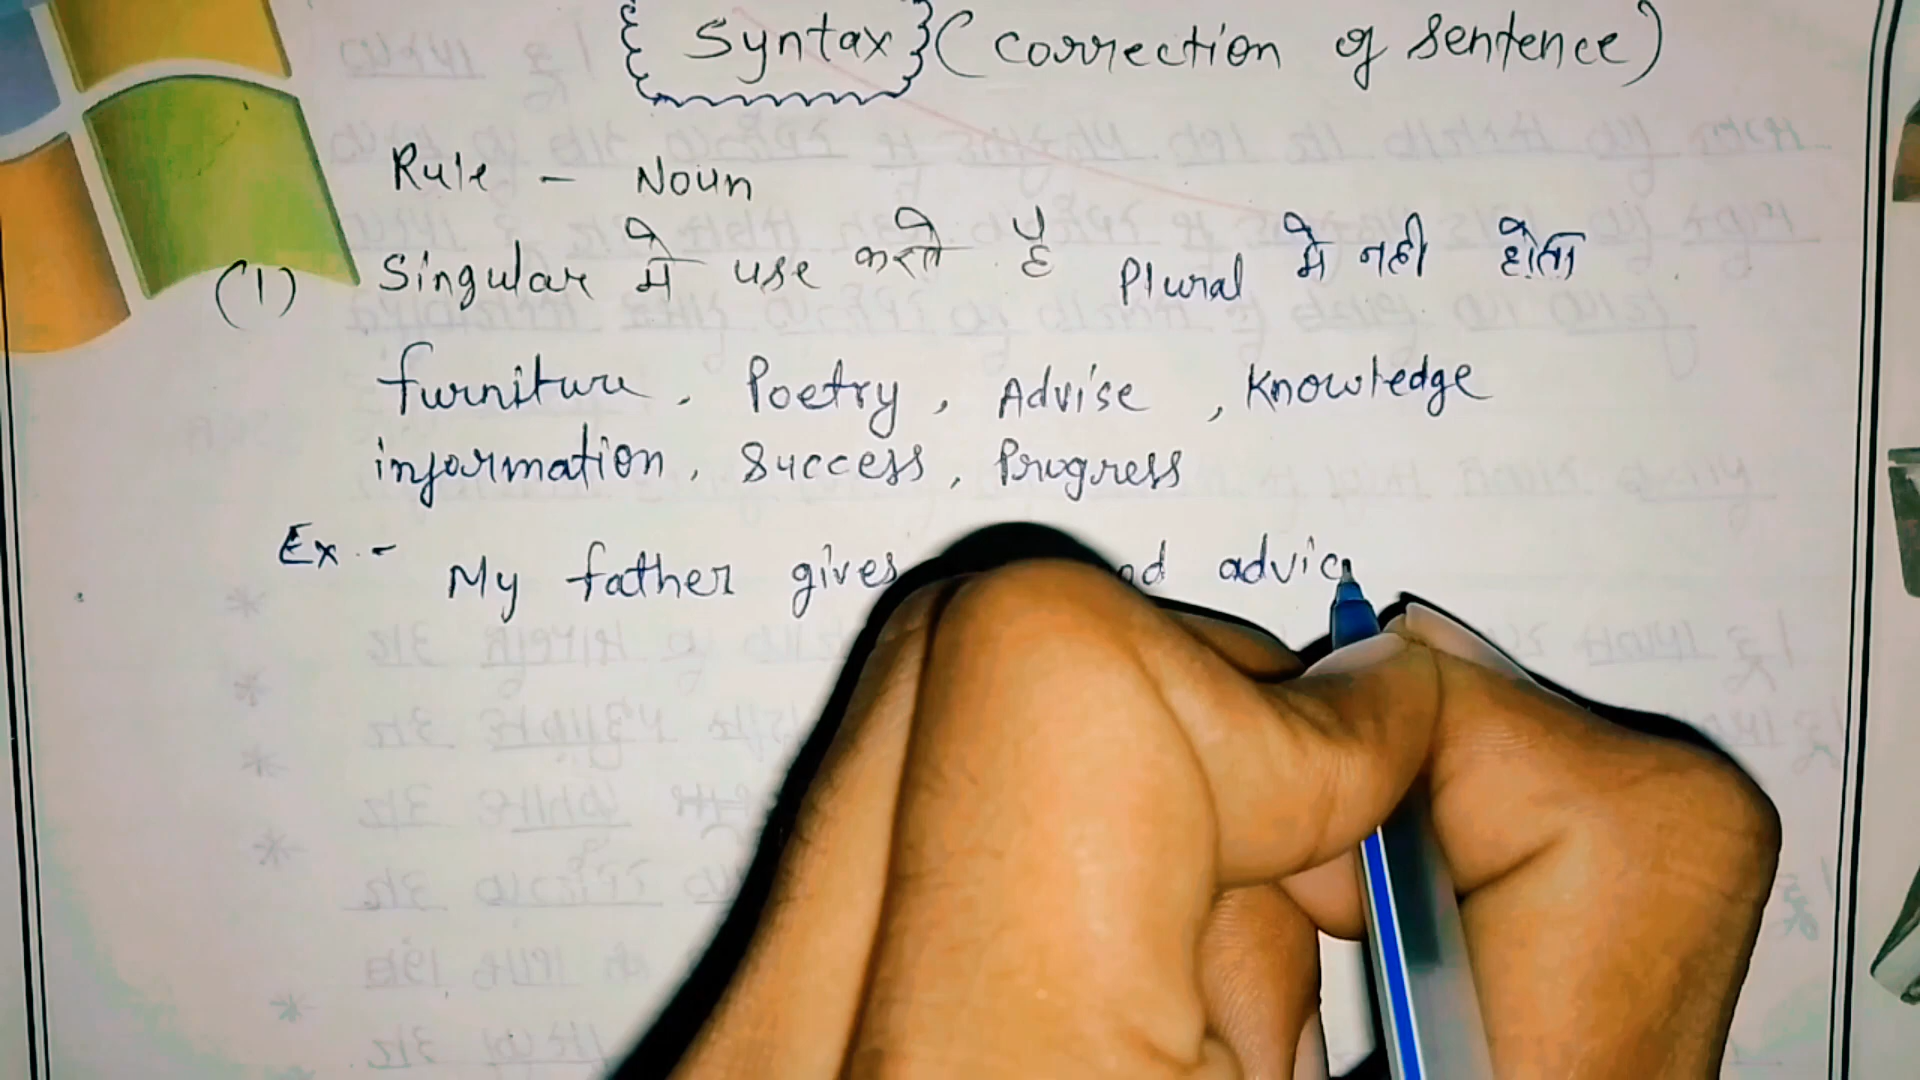 Syntax (Correction of sentence)
Rule - Noun
(1) Singular में use करते है Plural में नही होता
furniture, Poetry, Advise, Knowledge
information, Success, Progress
Ex.- My father gives advic